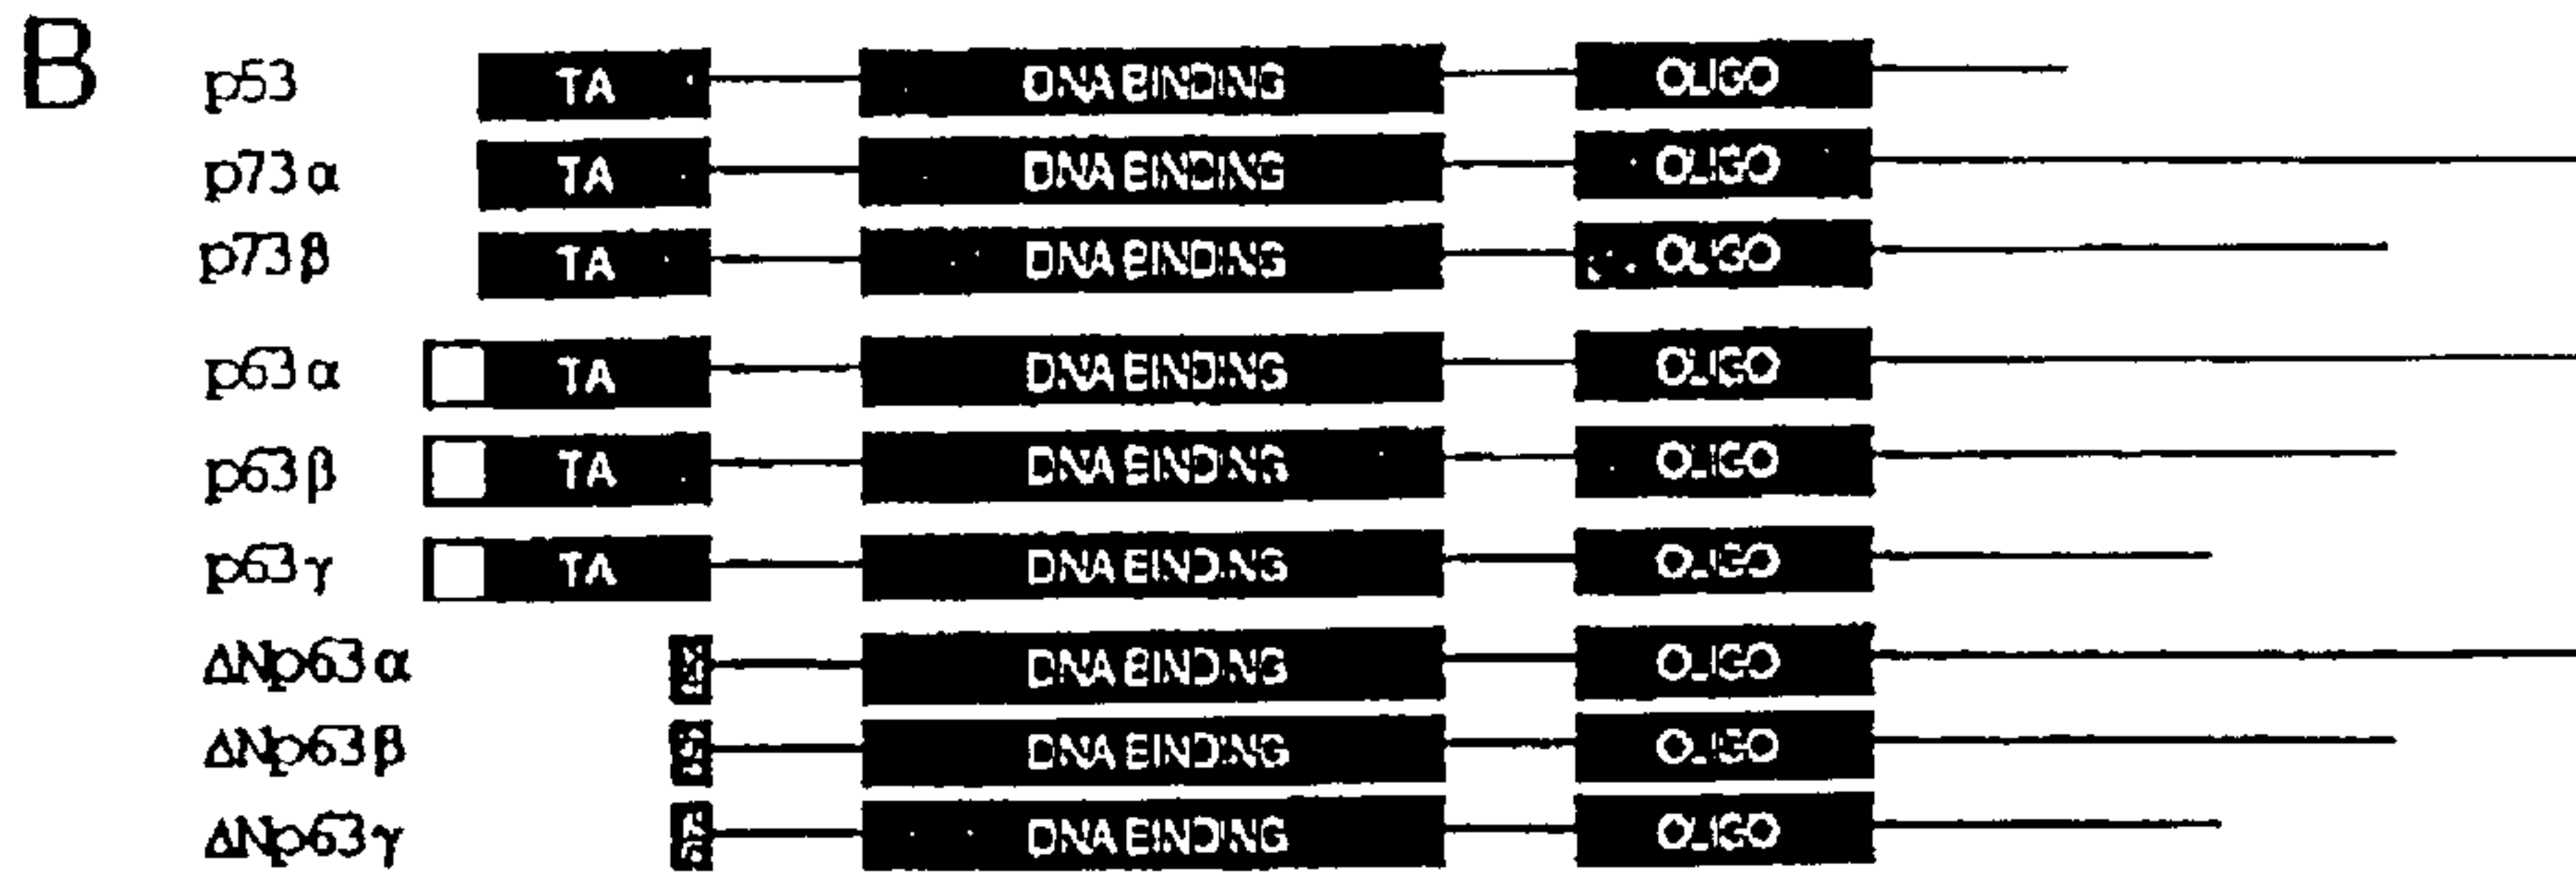 B
p53 TA DNA BINDING OLIGO
p73α TA DNA BINDING OLIGO
p73β TA DNA BINDING OLIGO
p63α TA DNA BINDING OLIGO
p63β TA DNA BINDING OLIGO
p63γ TA DNA BINDING OLIGO
ΔNp63α DNA BINDING OLIGO
ΔNp63β DNA BINDING OLIGO
ΔNp63γ DNA BINDING OLIGO